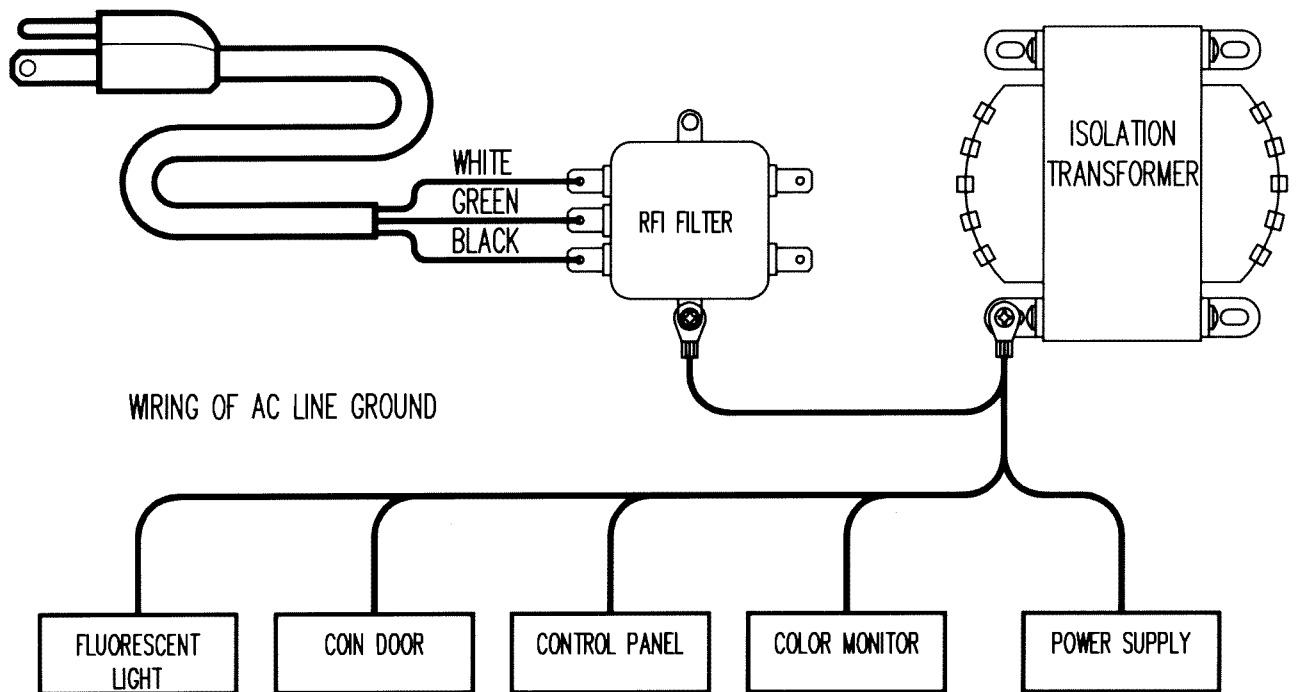 WHITE
GREEN
BLACK
RFI FILTER
ISOLATION
TRANSFORMER
WIRING OF AC LINE GROUND
FLUORESCENT
LIGHT
COIN DOOR
CONTROL PANEL
COLOR MONITOR
POWER SUPPLY